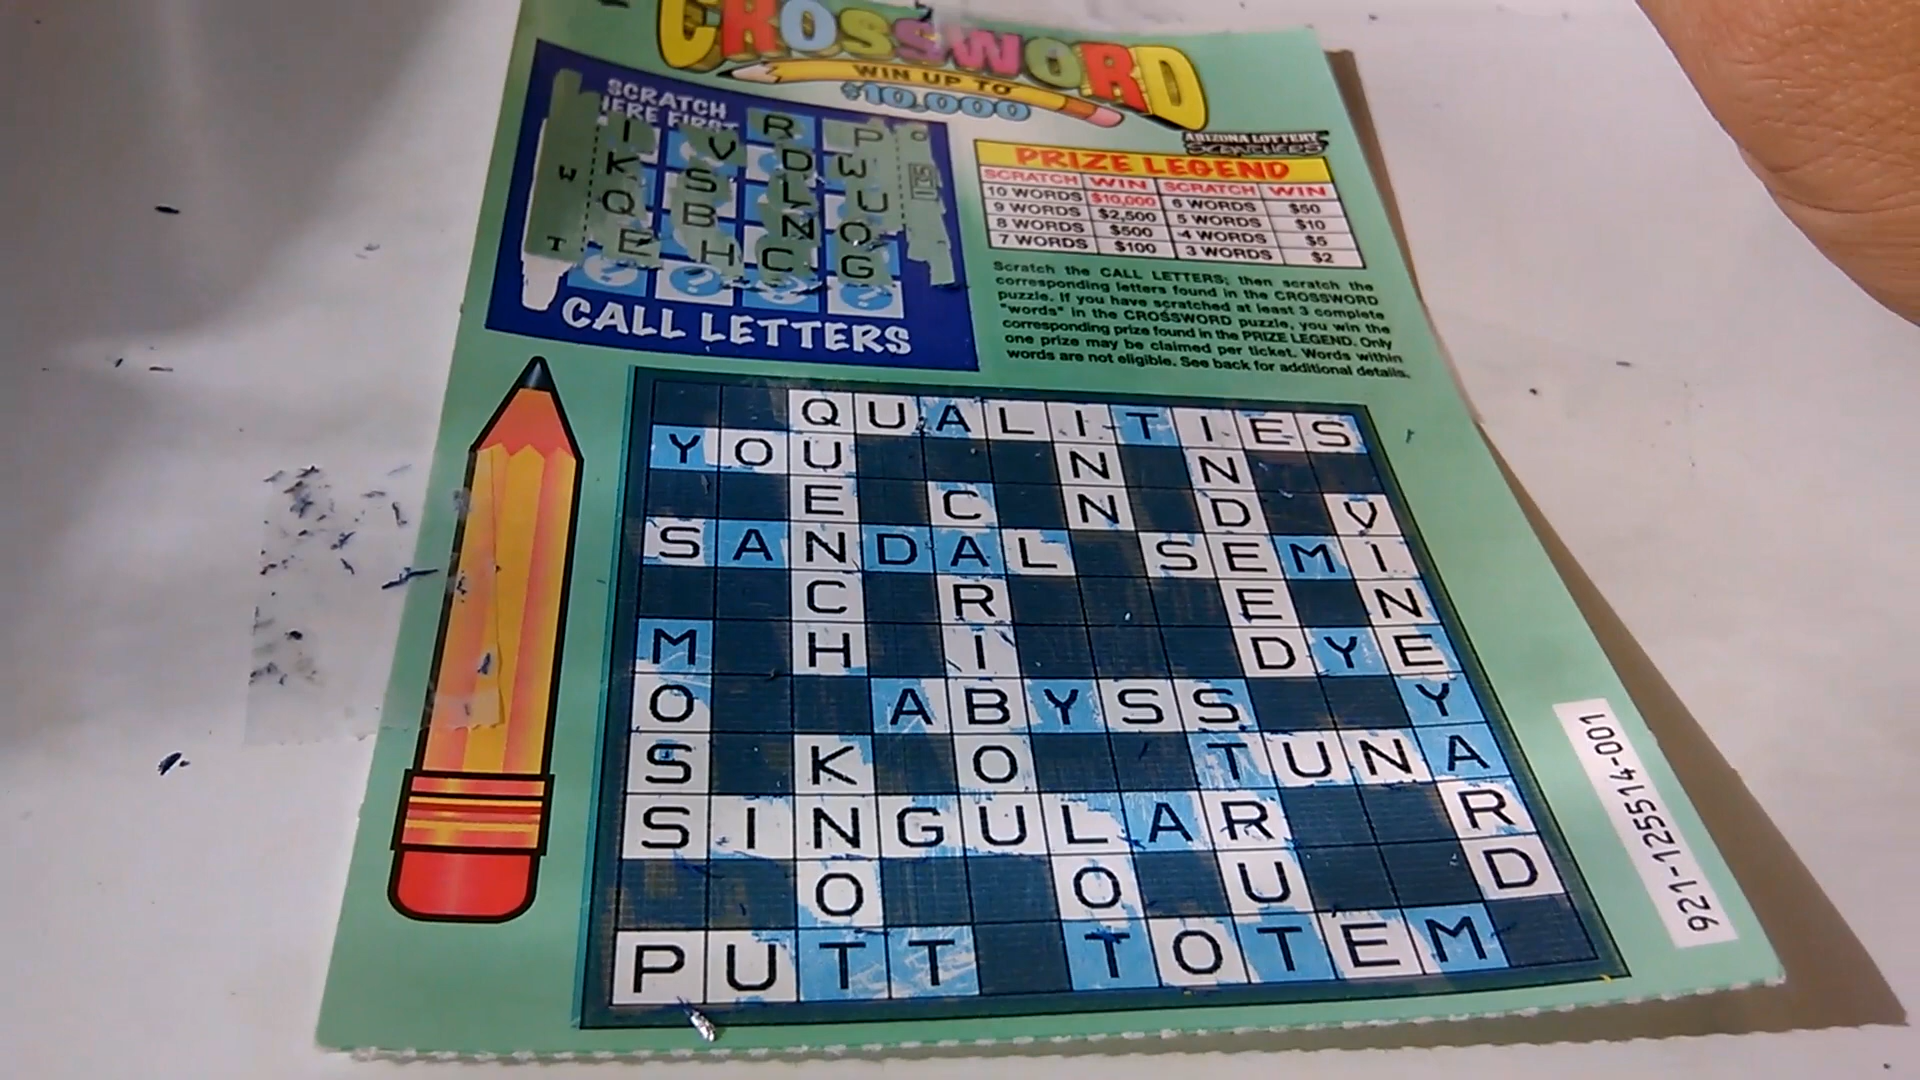 CROSSWORD
WIN UP TO
$10,000
SCRATCH
HERE FIRST
I V R P
K S D W
Q B L U
E H N O
C G
W
T
? ? ? ?
CALL LETTERS
ARIZONA LOTTERY
PRIZE LEGEND
SCRATCH WIN SCRATCH WIN
10 WORDS $10,000 6 WORDS $50
9 WORDS $2,500 5 WORDS $10
8 WORDS $500 4 WORDS $5
7 WORDS $100 3 WORDS $2
Scratch the CALL LETTERS; then scratch the
corresponding letters found in the CROSSWORD
puzzle. If you have scratched at least 3 complete
"words" in the CROSSWORD puzzle, you win the
corresponding prize found in the PRIZE LEGEND. Only
one prize may be claimed per ticket. Words within
words are not eligible. See back for additional details.
QUALITIES
YOU N N
E C N D V
SANDAL SEMI
C R E N
M H I DYE
O ABYSS Y
S K O TUNA
SINGULAR R
O O U D
PUTT TOTEM
921-125514-001